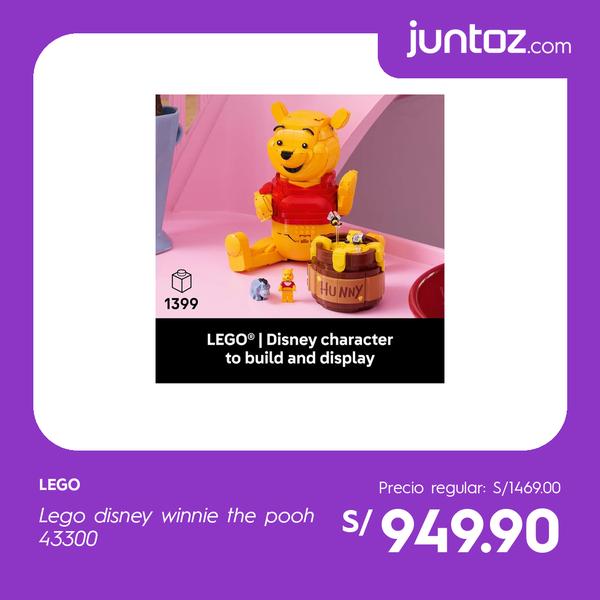 juntoz.com
HUNNY
1399
LEGO® | Disney character
to build and display
LEGO
Lego disney winnie the pooh
43300
Precio regular: S/1469.00
S/949.90